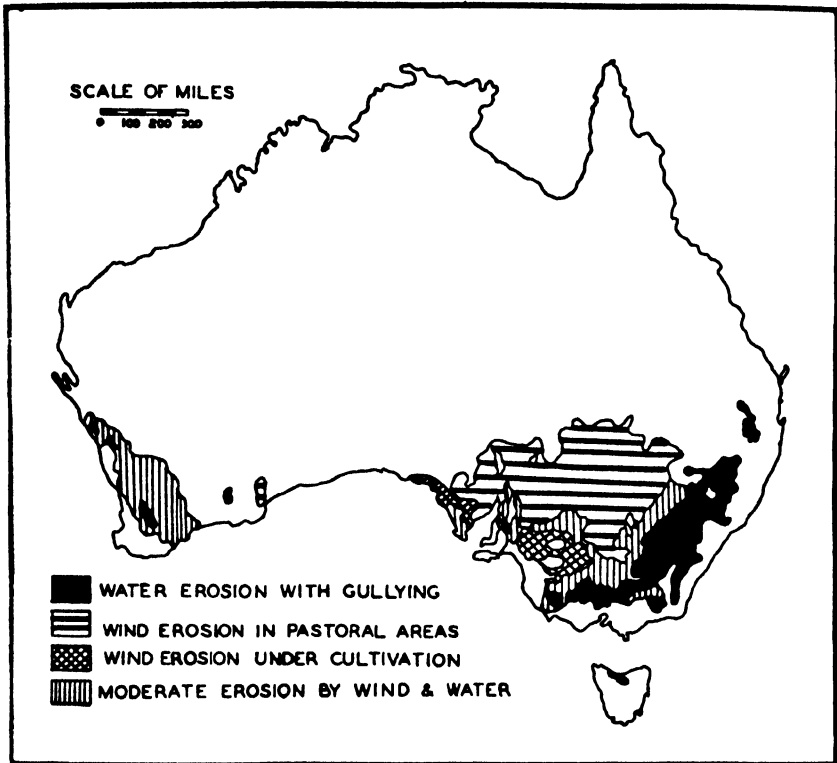 SCALE OF MILES
0 100 200 300
WATER EROSION WITH GULLYING
WIND EROSION IN PASTORAL AREAS
WIND EROSION UNDER CULTIVATION
MODERATE EROSION BY WIND & WATER